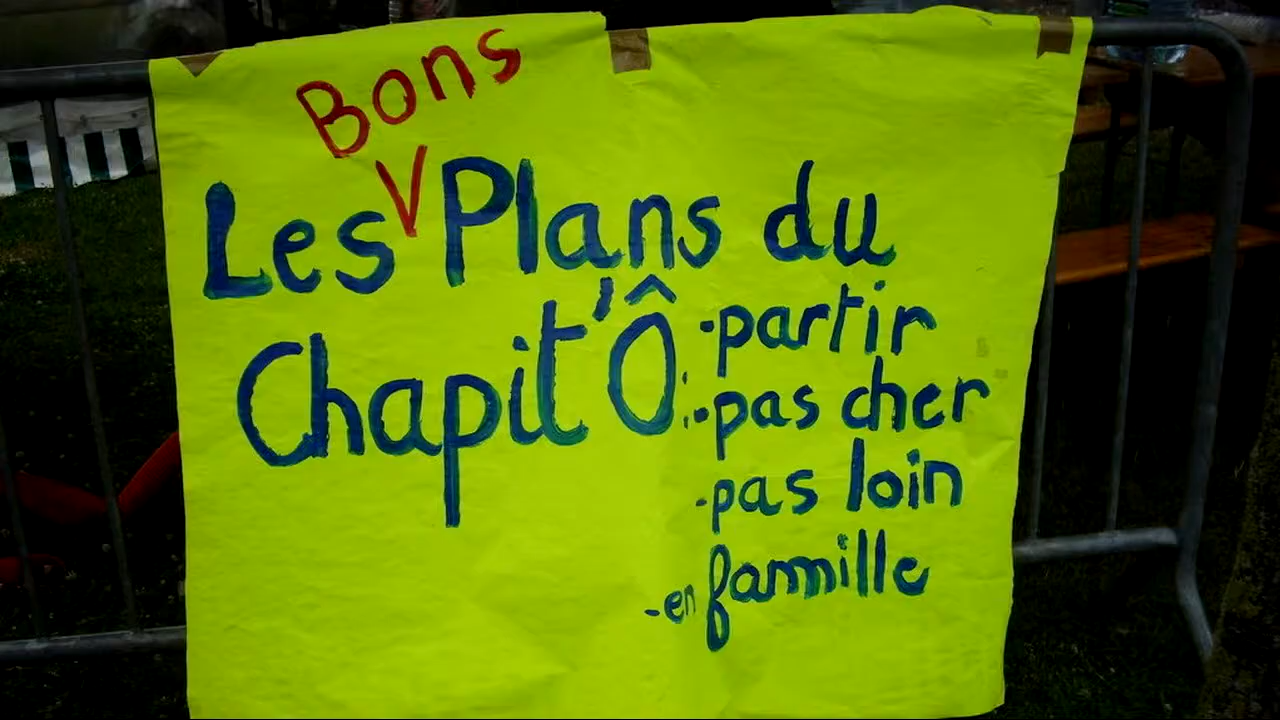 Bons
Les V Plans du
Chapit'Ô
-partir
-pas cher
-pas loin
-en famille